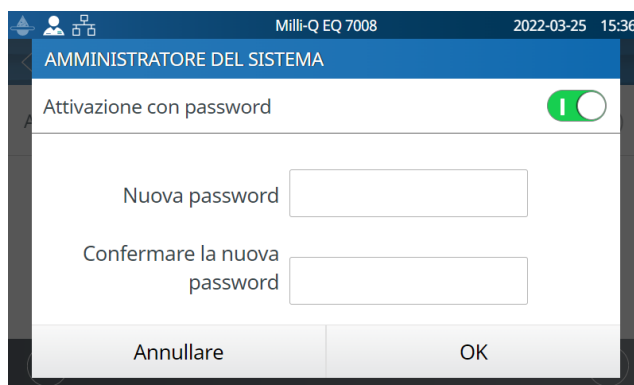 Milli-Q EQ 7008 2022-03-25 15:36
AMMINISTRATORE DEL SISTEMA
Attivazione con password
Nuova password
Confermare la nuova
password
Annullare OK